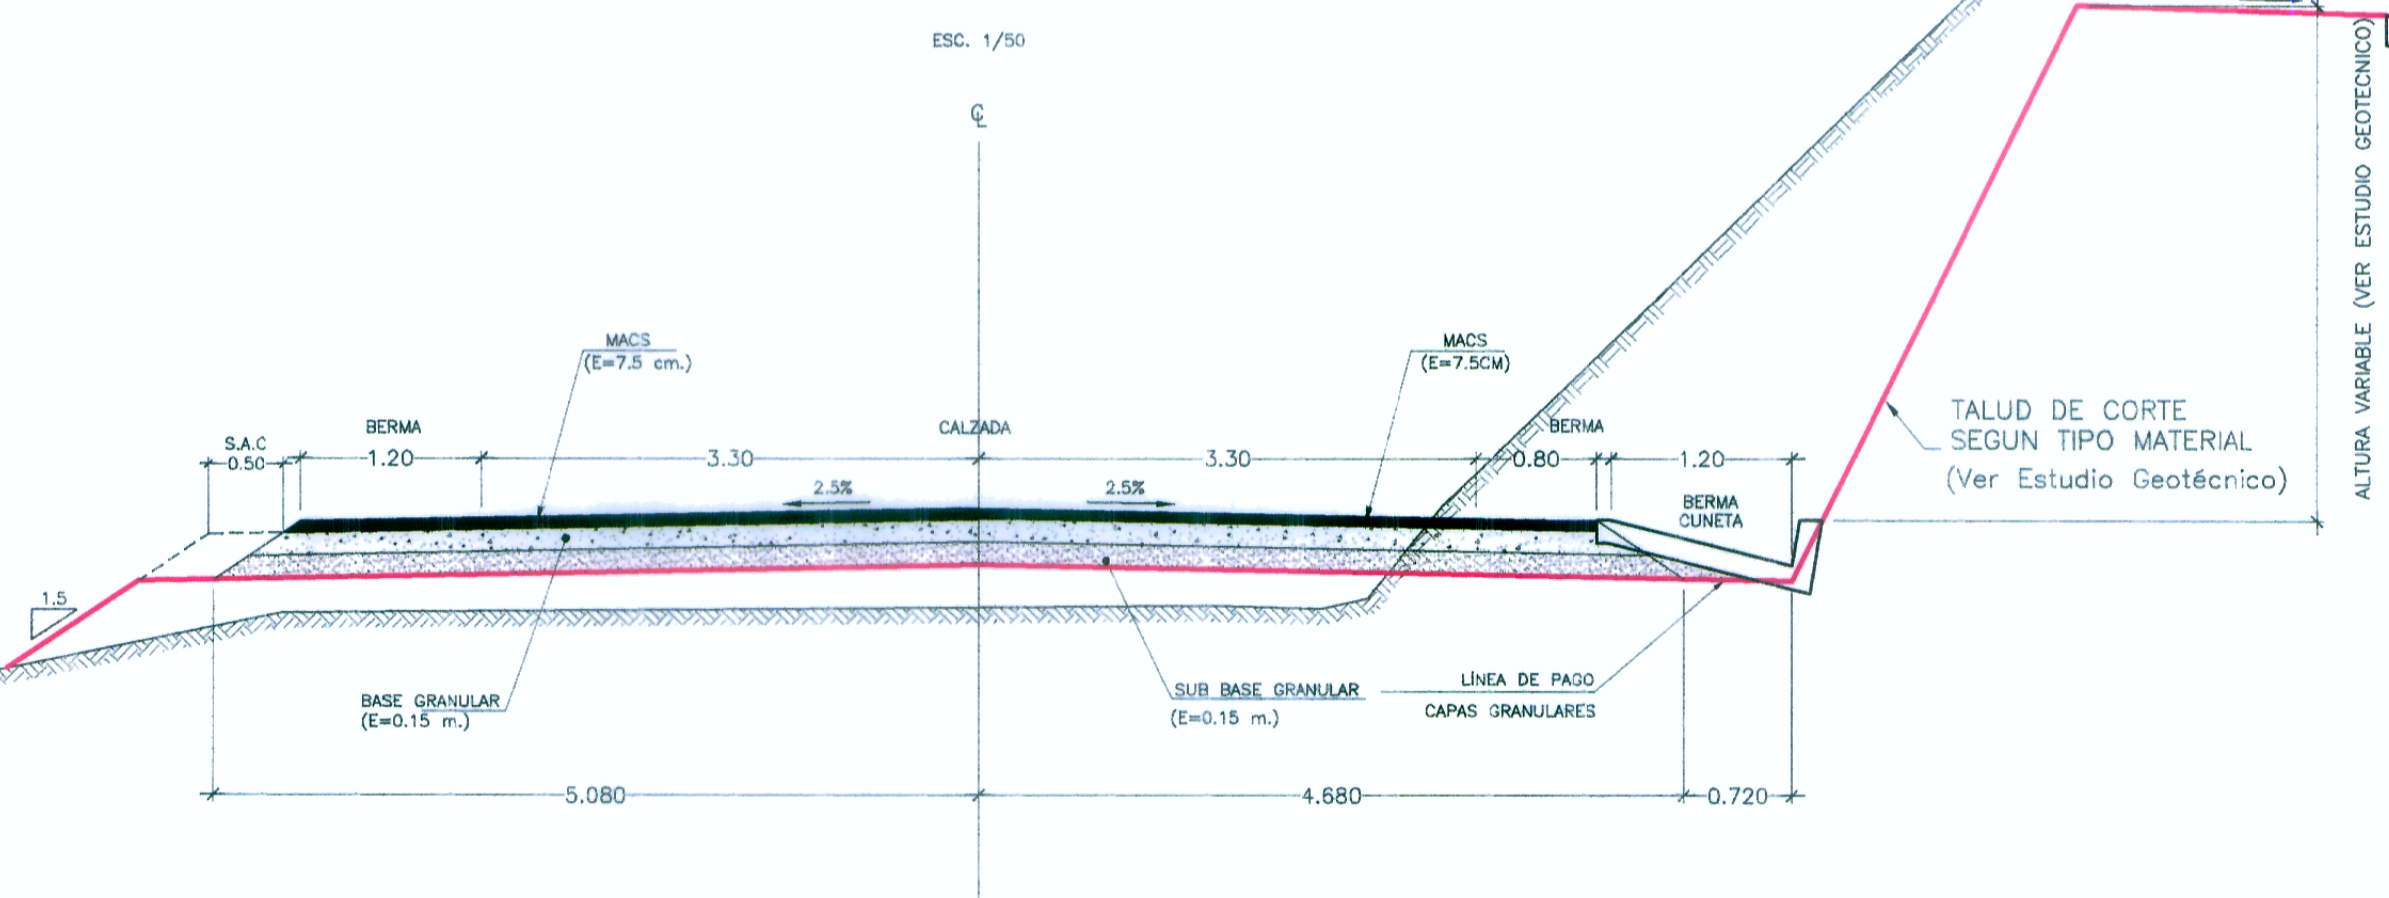 ESC. 1/50
℄
ALTURA VARIABLE (VER ESTUDIO GEOTECNICO)
MACS
(E=7.5 cm.)
MACS
(E=7.5CM)
TALUD DE CORTE
SEGUN TIPO MATERIAL
(Ver Estudio Geotécnico)
S.A.C
BERMA
CALZADA
BERMA
0.50
1.20
3.30
3.30
0.80
1.20
2.5%
2.5%
BERMA
CUNETA
1.5
BASE GRANULAR
(E=0.15 m.)
SUB BASE GRANULAR
(E=0.15 m.)
LÍNEA DE PAGO
CAPAS GRANULARES
5.080
4.680
0.720